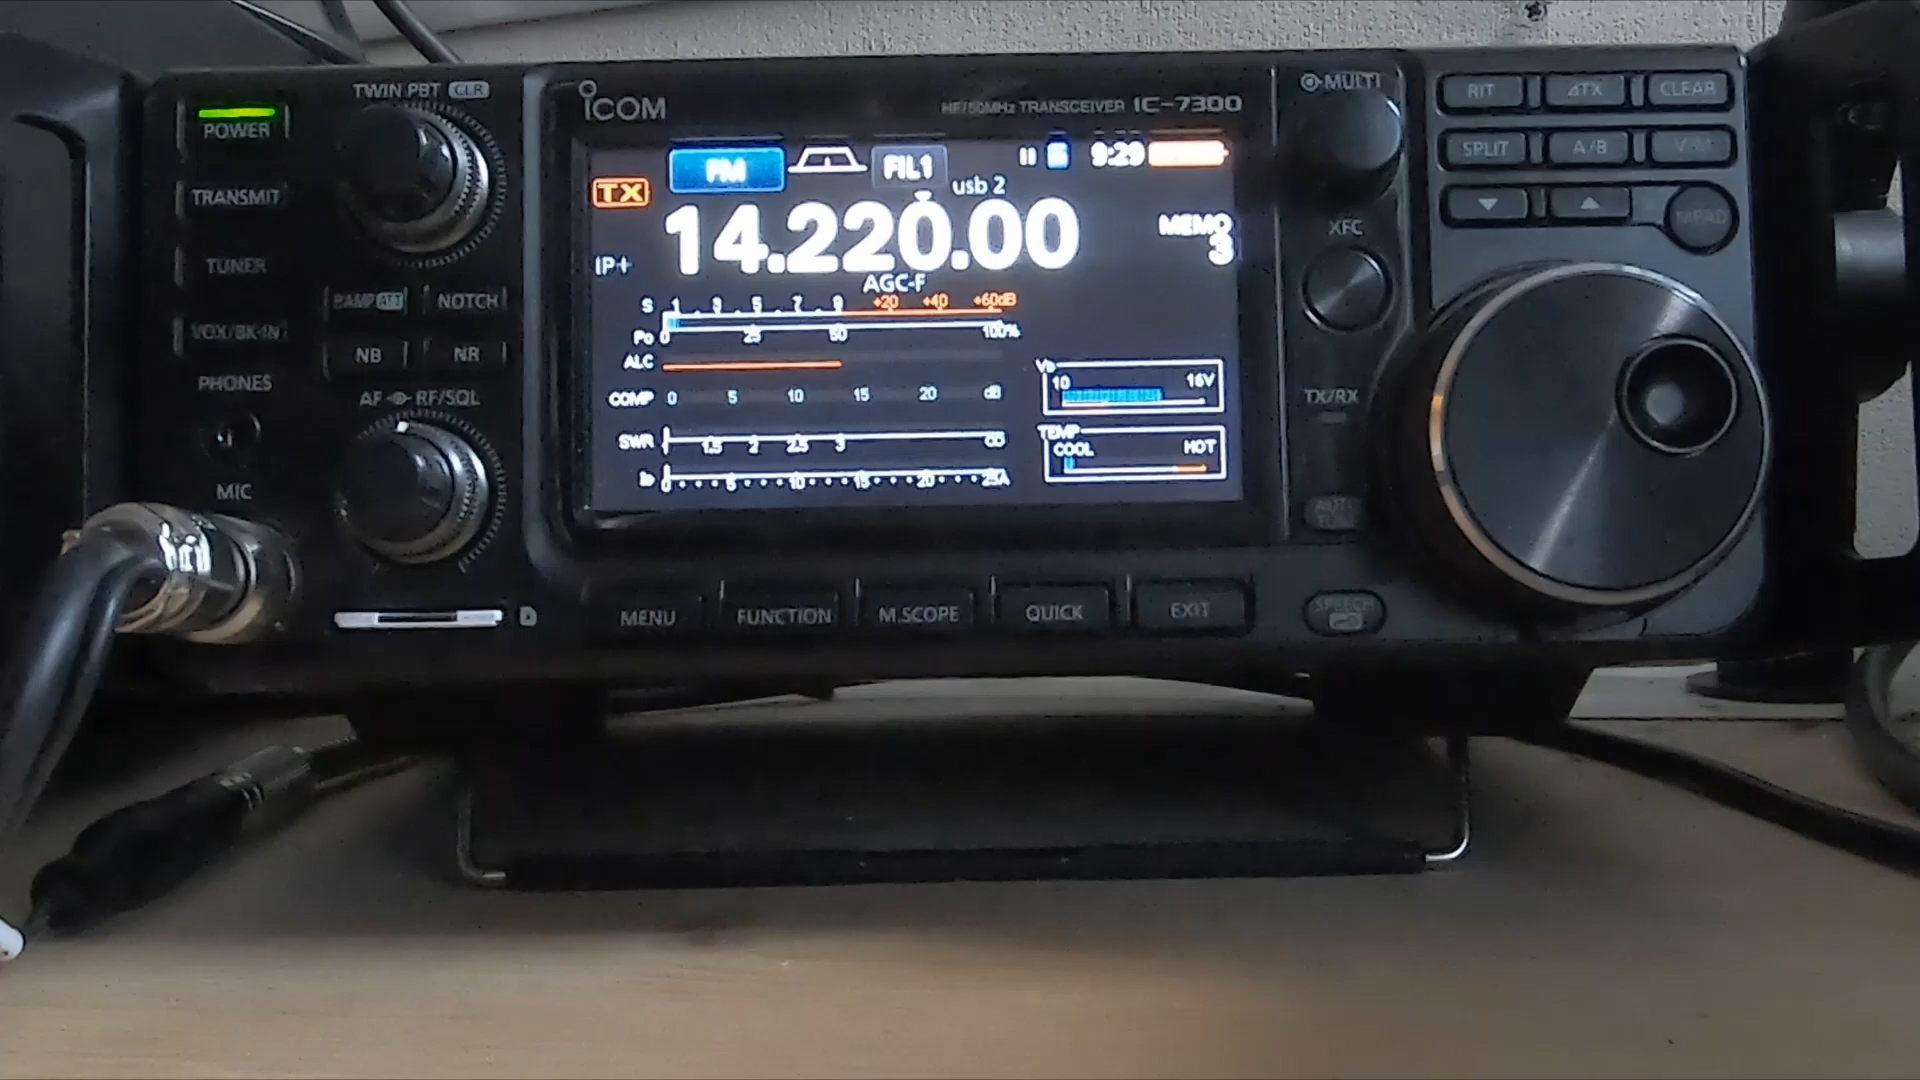 TWIN PBT CLR
POWER
TRANSMIT
TUNER
P.AMP ATT NOTCH
VOX/BK-IN
NB NR
PHONES
AF RF/SQL
MIC
ICOM
HF/50MHz TRANSCEIVER IC-7300
FM FIL1 9:29
TX usb 2
14.220.00
MEMO
3
IP+
AGC-F
S 1 3 5 7 9 +20 +40 +60dB
Po 0 25 50 100%
ALC
COMP 0 5 10 15 20 dB
SWR 1 1.5 2 2.5 3 ∞
ID 0 5 10 15 20 25A
VD
10 16V
TEMP
COOL HOT
MENU FUNCTION M.SCOPE QUICK EXIT
MULTI
XFC
TX/RX
AUTO
TUNE
SPEECH
RIT ΔTX CLEAR
SPLIT A/B V/M
▼ ▲ MPAD